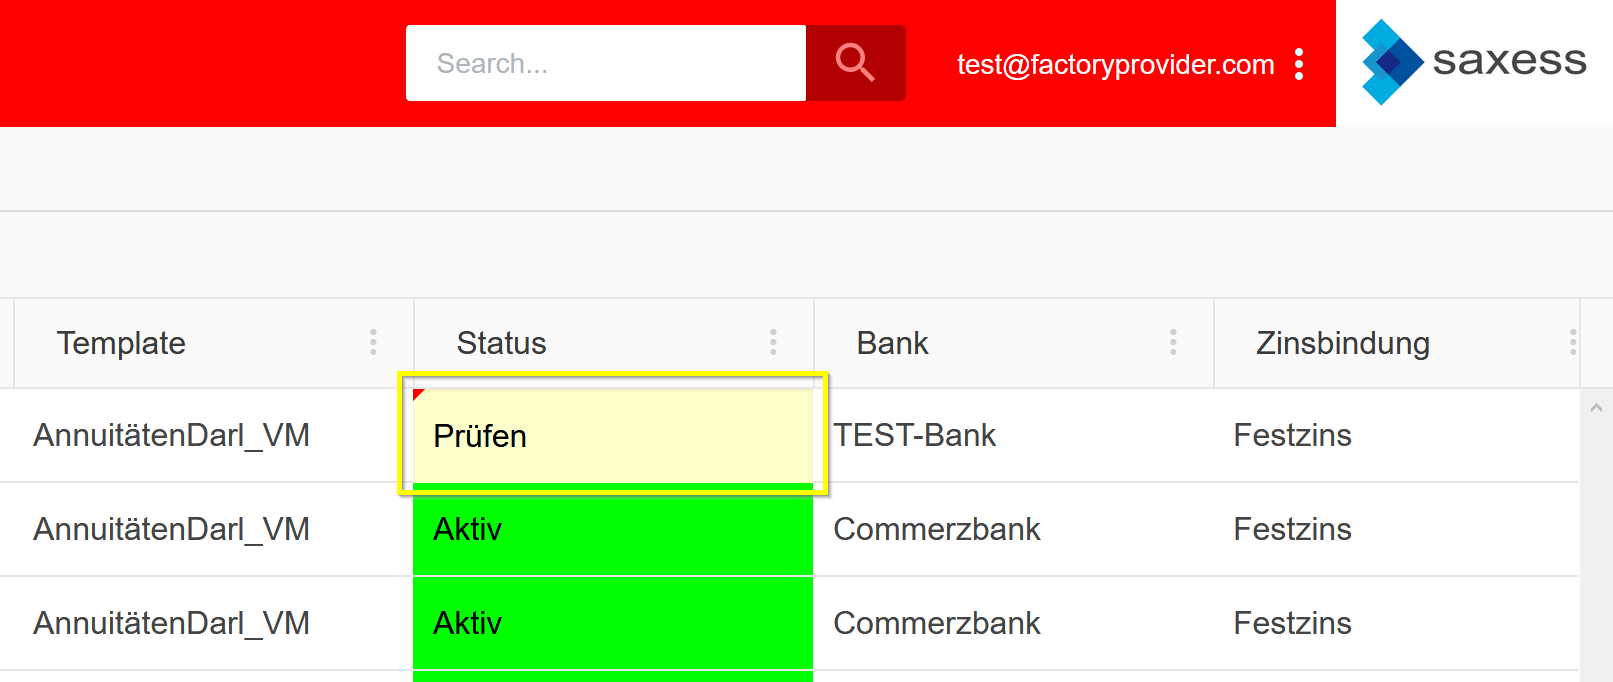 Search...
test@factoryprovider.com
saxess
Template Status Bank Zinsbindung
AnnuitätenDarl_VM Prüfen TEST-Bank Festzins
AnnuitätenDarl_VM Aktiv Commerzbank Festzins
AnnuitätenDarl_VM Aktiv Commerzbank Festzins